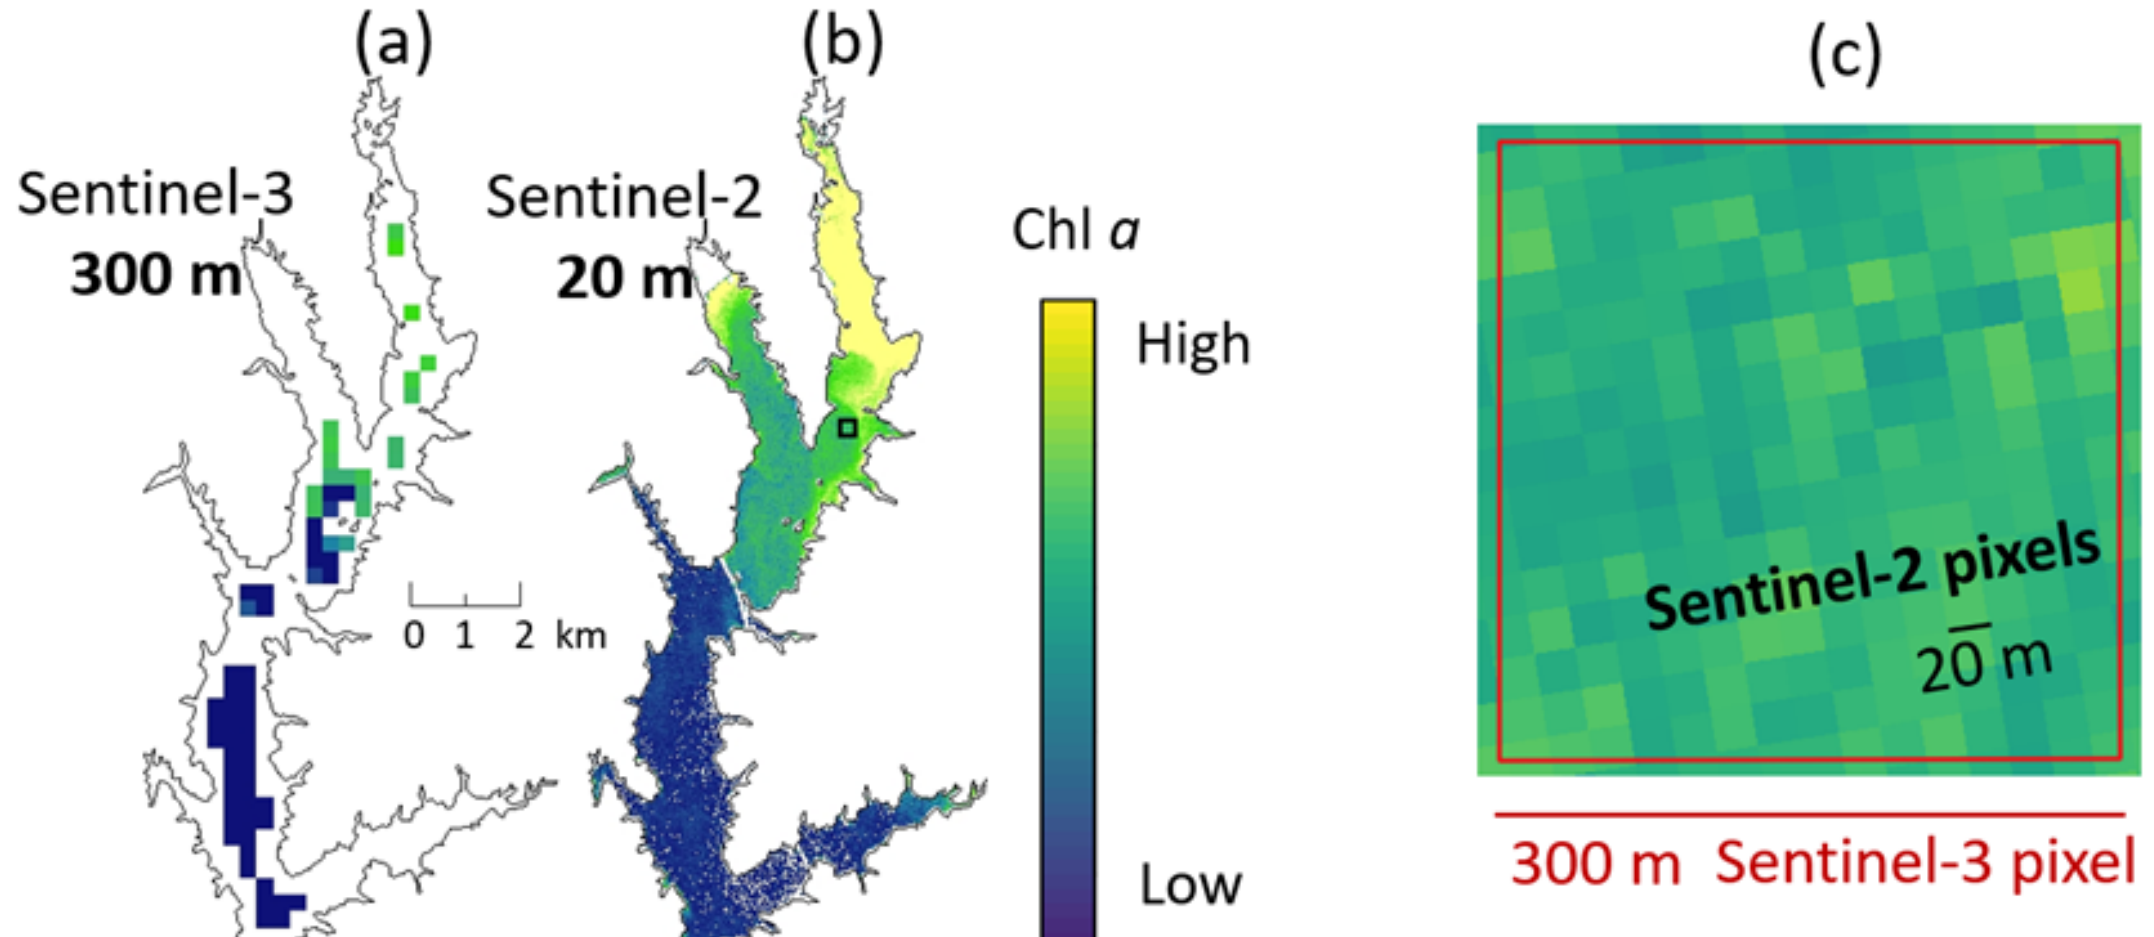 (a)
(b)
(c)
Sentinel-3
300 m
Sentinel-2
20 m
Chl a
High
Low
0 1 2 km
Sentinel-2 pixels
20 m
300 m Sentinel-3 pixel